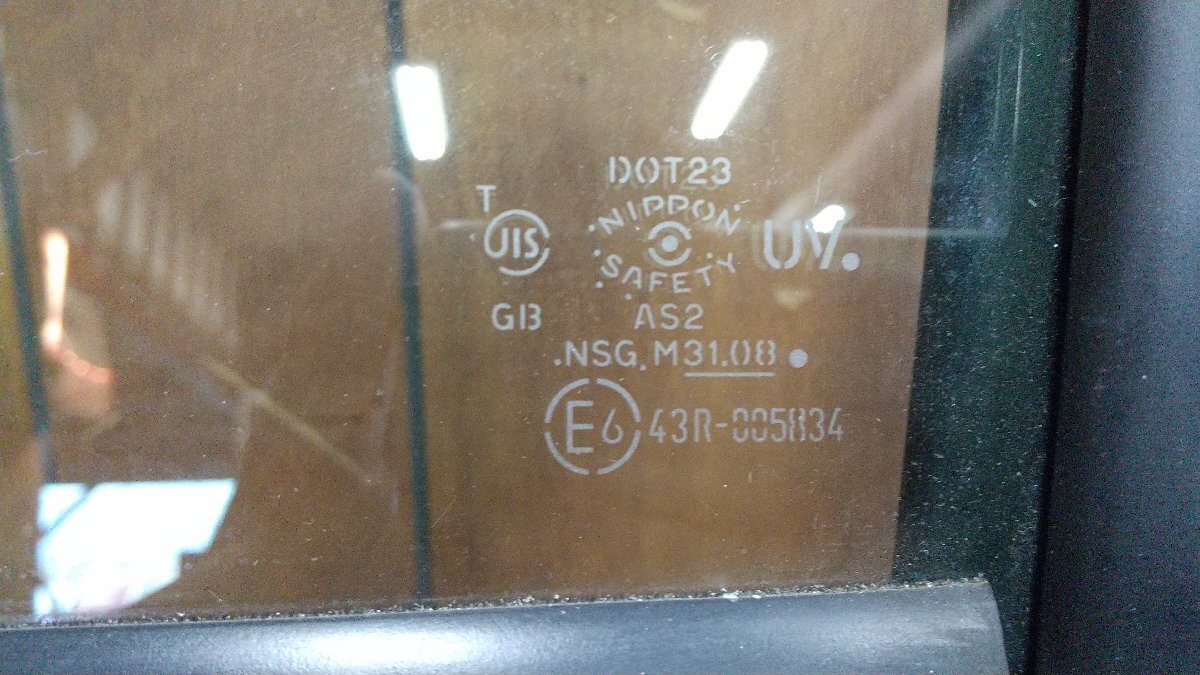 DOT23
T
JIS
NIPPON
SAFETY
UV.
GB
AS2
.NSG. M31.08
E6 43R-005834